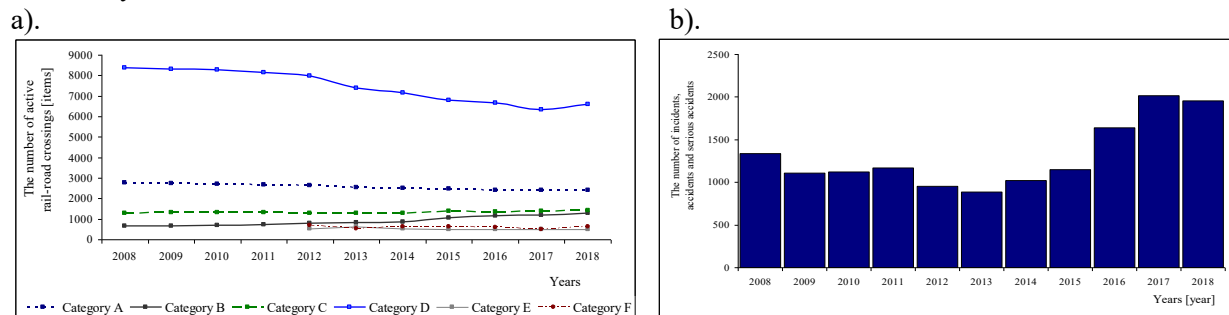 a).
b).
The number of active
rail-road crossings [items]
9000
8000
7000
6000
5000
4000
3000
2000
1000
0
2008 2009 2010 2011 2012 2013 2014 2015 2016 2017 2018
Years
Category A Category B Category C Category D Category E Category F
The number of incidents,
accidents and serious accidents
2500
2000
1500
1000
500
0
2008 2009 2010 2011 2012 2013 2014 2015 2016 2017 2018
Years [year]